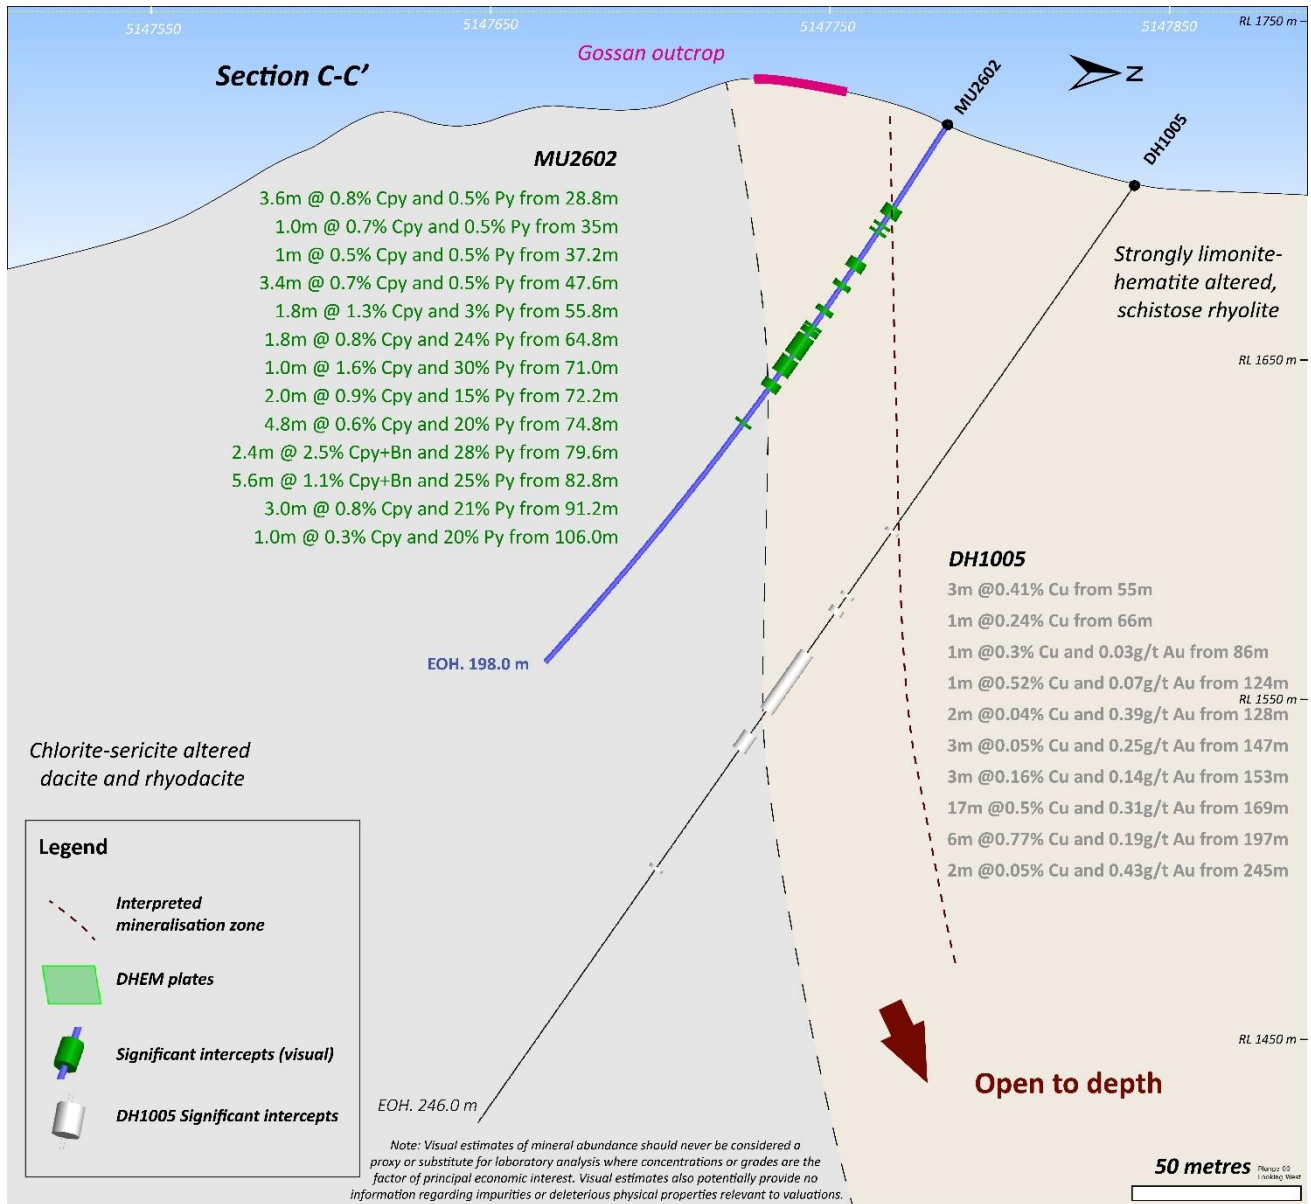 5147550
5147650
5147750
5147850
RL 1750 m
Gossan outcrop
Section C-C’
N
MU2602
DH1005
MU2602
3.6m @ 0.8% Cpy and 0.5% Py from 28.8m
1.0m @ 0.7% Cpy and 0.5% Py from 35m
1m @ 0.5% Cpy and 0.5% Py from 37.2m
3.4m @ 0.7% Cpy and 0.5% Py from 47.6m
1.8m @ 1.3% Cpy and 3% Py from 55.8m
1.8m @ 0.8% Cpy and 24% Py from 64.8m
1.0m @ 1.6% Cpy and 30% Py from 71.0m
2.0m @ 0.9% Cpy and 15% Py from 72.2m
4.8m @ 0.6% Cpy and 20% Py from 74.8m
2.4m @ 2.5% Cpy+Bn and 28% Py from 79.6m
5.6m @ 1.1% Cpy+Bn and 25% Py from 82.8m
3.0m @ 0.8% Cpy and 21% Py from 91.2m
1.0m @ 0.3% Cpy and 20% Py from 106.0m
Strongly limonite-
hematite altered,
schistose rhyolite
RL 1650 m
EOH. 198.0 m
DH1005
3m @0.41% Cu from 55m
1m @0.24% Cu from 66m
1m @0.3% Cu and 0.03g/t Au from 86m
1m @0.52% Cu and 0.07g/t Au from 124m
RL 1550 m
2m @0.04% Cu and 0.39g/t Au from 128m
3m @0.05% Cu and 0.25g/t Au from 147m
3m @0.16% Cu and 0.14g/t Au from 153m
17m @0.5% Cu and 0.31g/t Au from 169m
6m @0.77% Cu and 0.19g/t Au from 197m
2m @0.05% Cu and 0.43g/t Au from 245m
Chlorite-sericite altered
dacite and rhyodacite
Legend
Interpreted
mineralisation zone
DHEM plates
Significant intercepts (visual)
DH1005 Significant intercepts
RL 1450 m
Open to depth
EOH. 246.0 m
Note: Visual estimates of mineral abundance should never be considered a
proxy or substitute for laboratory analysis where concentrations or grades are the
factor of principal economic interest. Visual estimates also potentially provide no
information regarding impurities or deleterious physical properties relevant to valuations.
50 metres
Plunge 00
Looking West